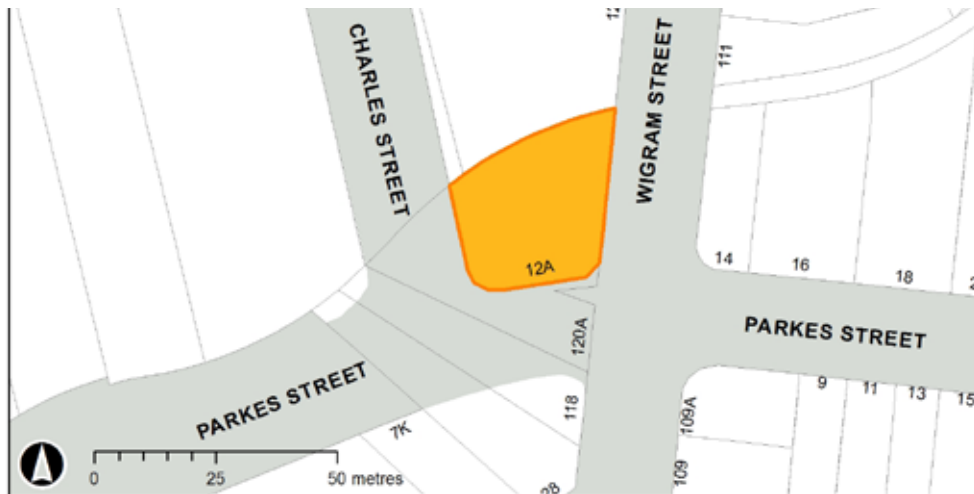 CHARLES STREET
WIGRAM STREET
111
12A
14
16
18
120A
PARKES STREET
PARKES STREET
9
11
13
15
118
109A
7K
109
0
25
50 metres